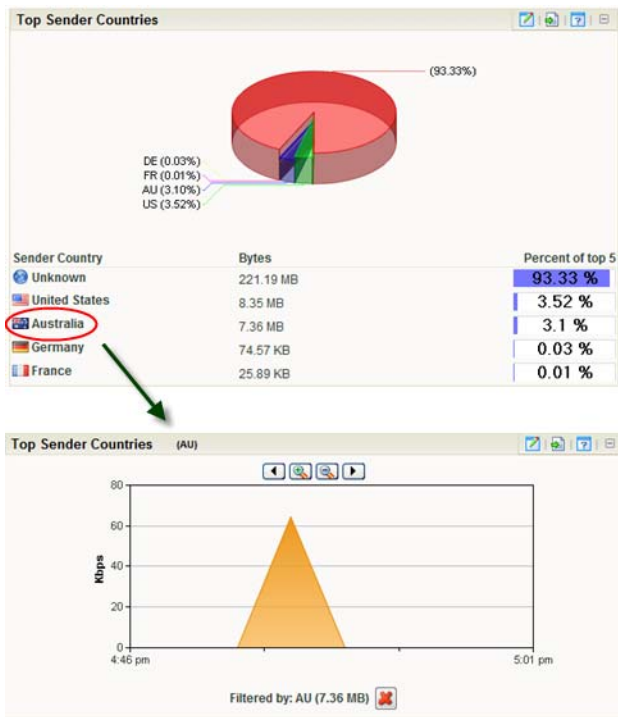 Top Sender Countries
(93.33%)
DE (0.03%)
FR (0.01%)
AU (3.10%)
US (3.52%)
Sender Country Bytes Percent of top 5
Unknown 221.19 MB 93.33 %
United States 8.35 MB 3.52 %
Australia 7.36 MB 3.1 %
Germany 74.57 KB 0.03 %
France 25.89 KB 0.01 %
Top Sender Countries (AU)
80
60
Kbps
40
20
0
4:46 pm 5:01 pm
Filtered by: AU (7.36 MB)